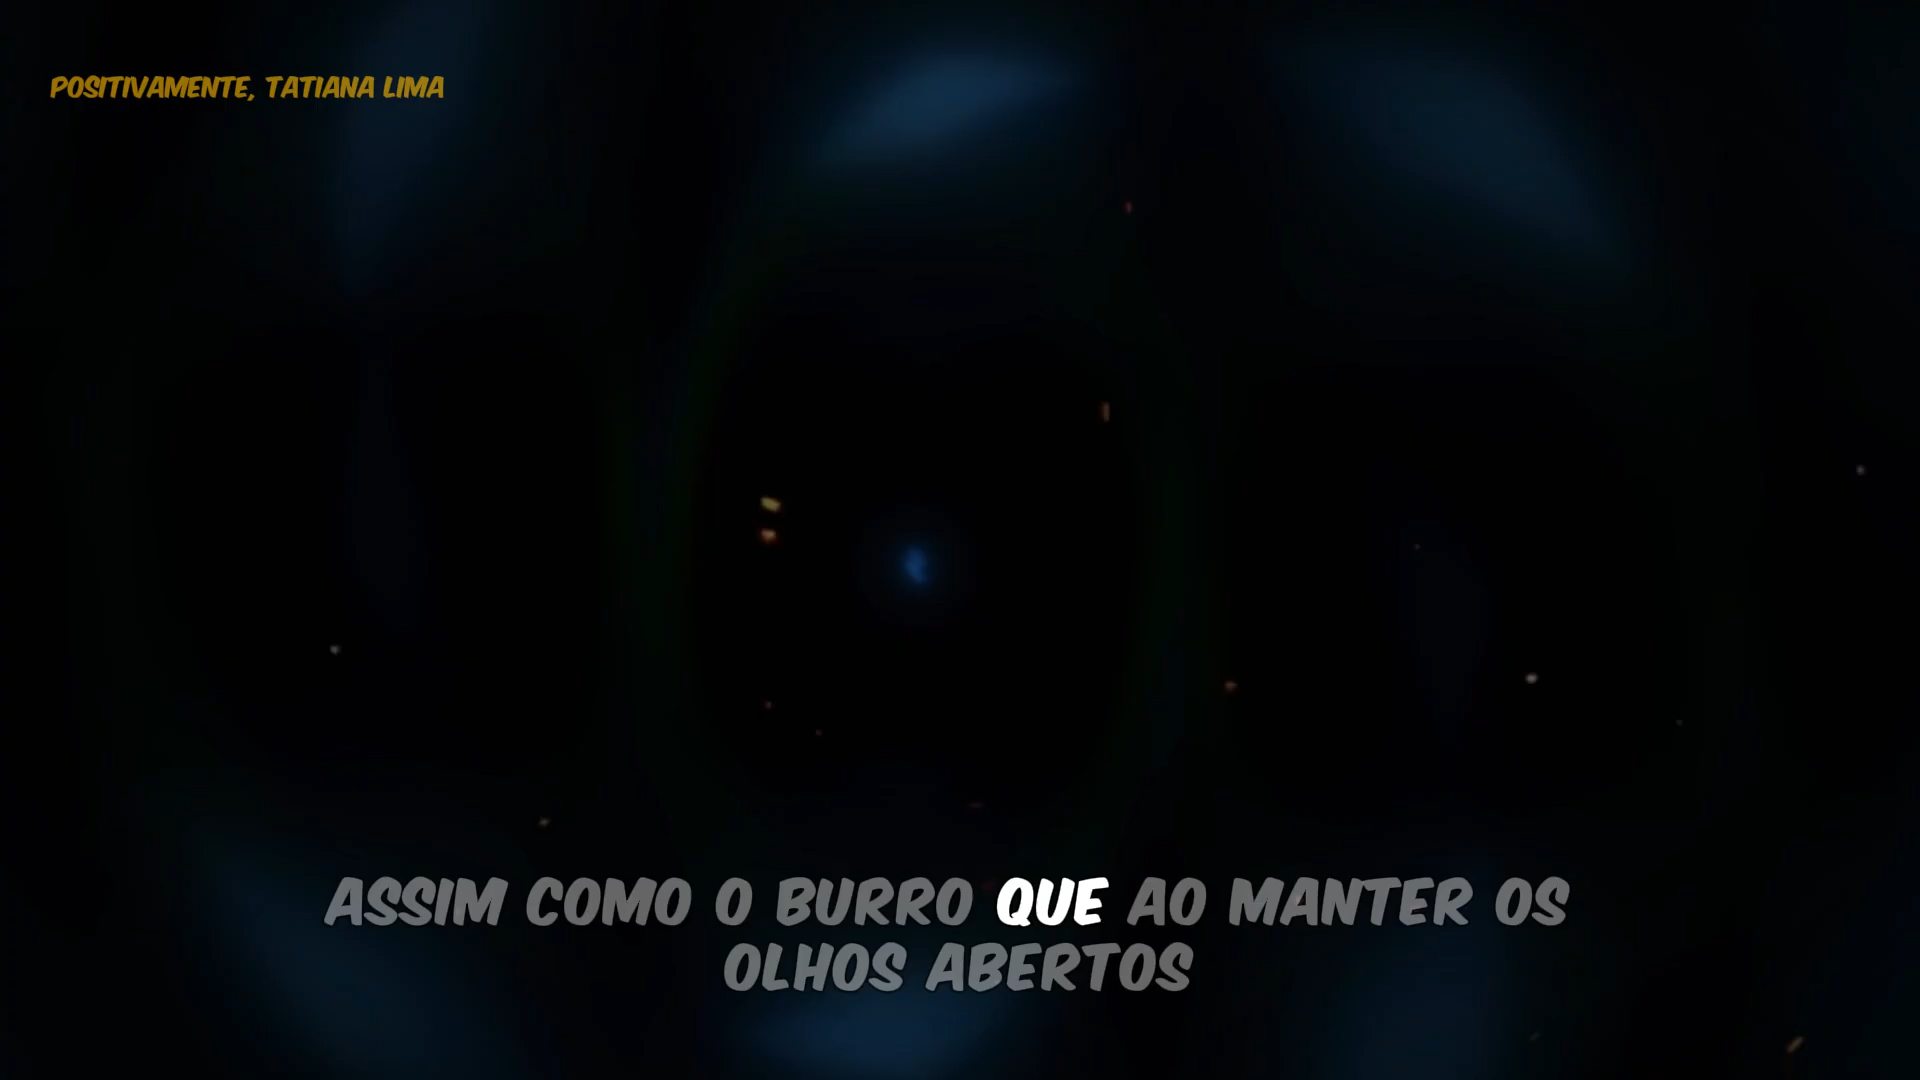 POSITIVAMENTE, TATIANA LIMA
ASSIM COMO O BURRO QUE AO MANTER OS
OLHOS ABERTOS